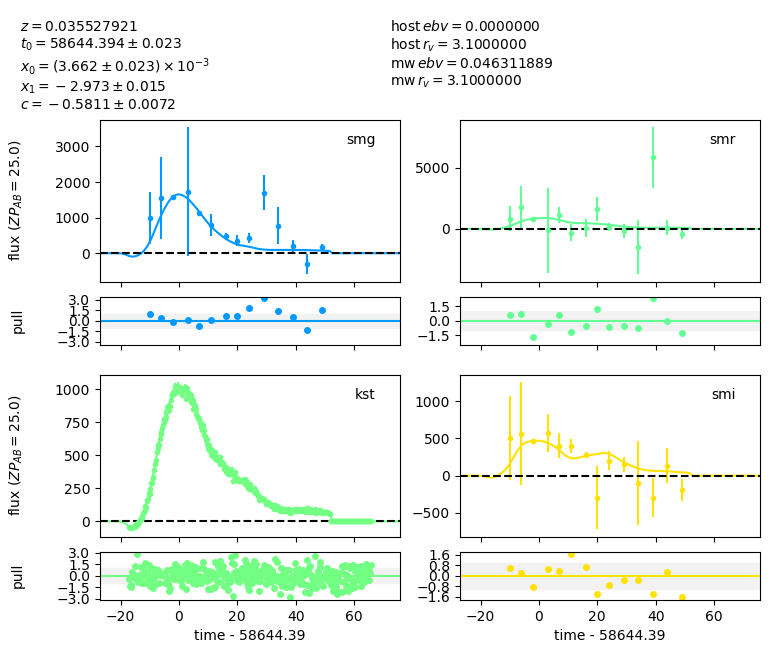 z = 0.035527921
t₀ = 58644.394 ± 0.023
x₀ = (3.662 ± 0.023) × 10⁻³
x₁ = −2.973 ± 0.015
c = −0.5811 ± 0.0072
host ebv = 0.0000000
host r_v = 3.1000000
mw ebv = 0.046311889
mw r_v = 3.1000000
flux (ZP_AB = 25.0)
3000
2000
1000
0
smg
5000
0
smr
pull
3.0
1.5
0.0
−1.5
−3.0
1.5
0.0
−1.5
flux (ZP_AB = 25.0)
1000
750
500
250
0
kst
1000
500
0
−500
smi
pull
3.0
1.5
0.0
−1.5
−3.0
1.6
0.8
0.0
−0.8
−1.6
−20 0 20 40 60
−20 0 20 40 60
time - 58644.39
time - 58644.39